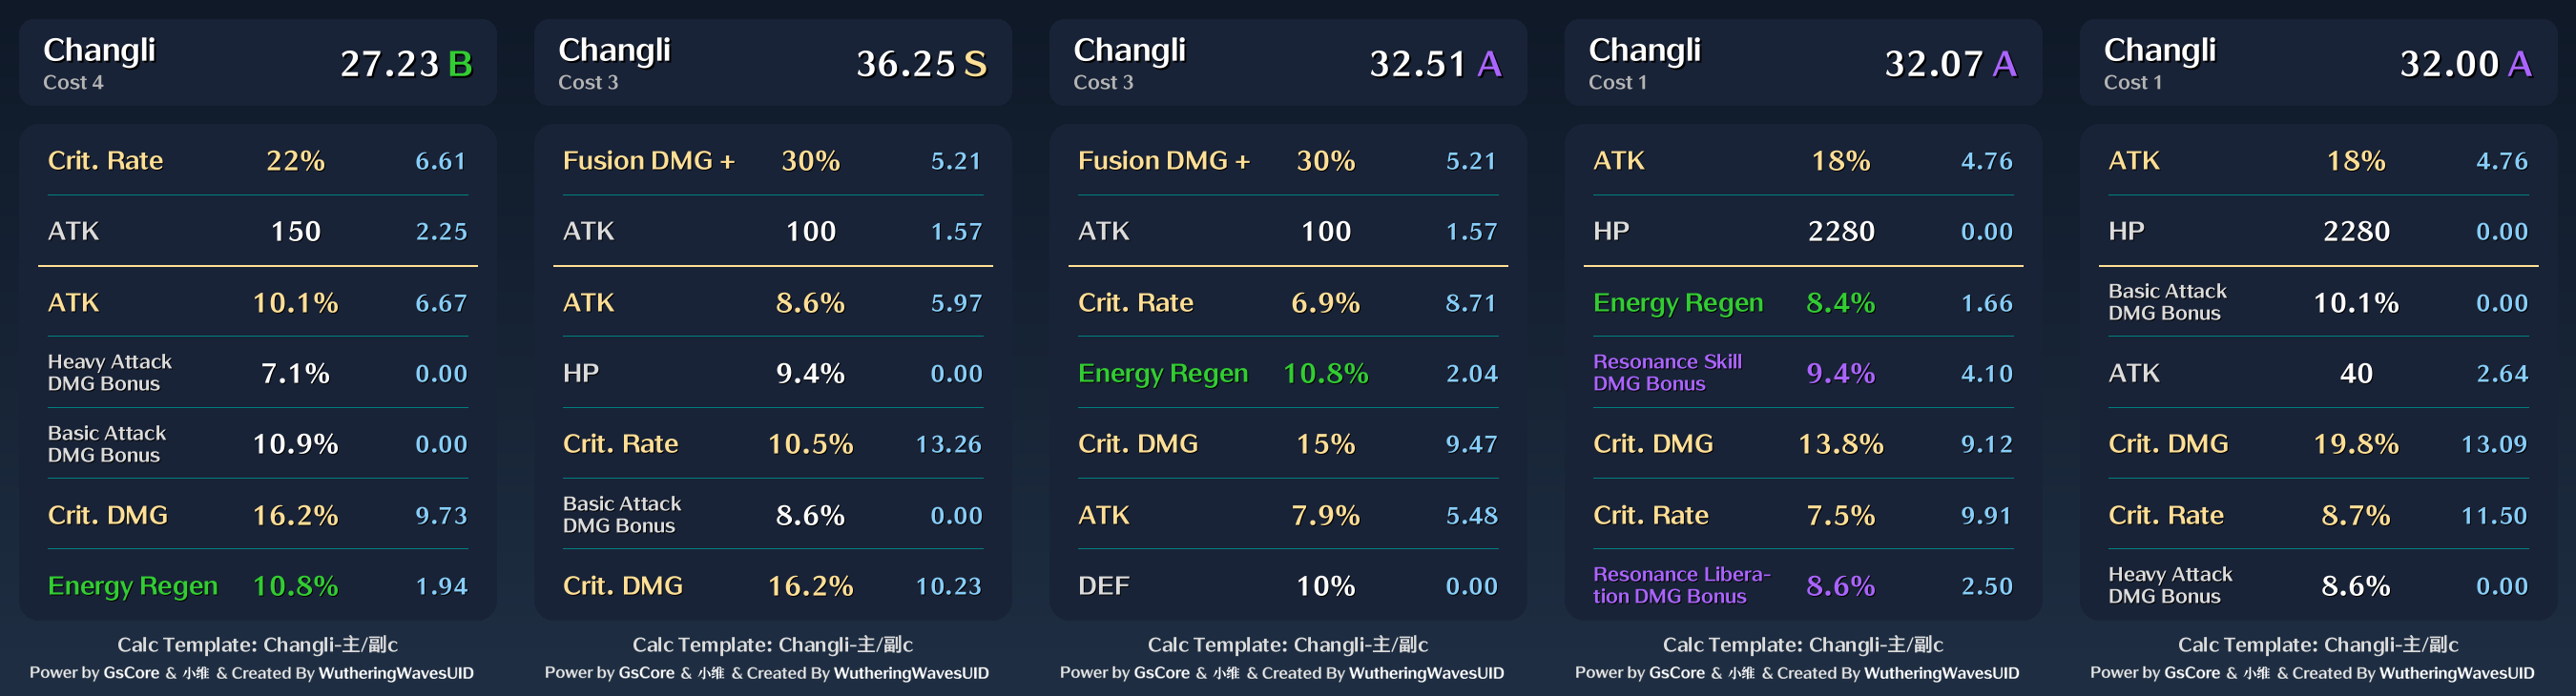 Changli
Cost 4
27.23 B
Crit. Rate 22% 6.61
ATK 150 2.25
ATK 10.1% 6.67
Heavy Attack
DMG Bonus 7.1% 0.00
Basic Attack
DMG Bonus 10.9% 0.00
Crit. DMG 16.2% 9.73
Energy Regen 10.8% 1.94
Calc Template: Changli-主/副c
Power by GsCore & 小维 & Created By WutheringWavesUID
Changli
Cost 3
36.25 S
Fusion DMG + 30% 5.21
ATK 100 1.57
ATK 8.6% 5.97
HP 9.4% 0.00
Crit. Rate 10.5% 13.26
Basic Attack
DMG Bonus 8.6% 0.00
Crit. DMG 16.2% 10.23
Calc Template: Changli-主/副c
Power by GsCore & 小维 & Created By WutheringWavesUID
Changli
Cost 3
32.51 A
Fusion DMG + 30% 5.21
ATK 100 1.57
Crit. Rate 6.9% 8.71
Energy Regen 10.8% 2.04
Crit. DMG 15% 9.47
ATK 7.9% 5.48
DEF 10% 0.00
Calc Template: Changli-主/副c
Power by GsCore & 小维 & Created By WutheringWavesUID
Changli
Cost 1
32.07 A
ATK 18% 4.76
HP 2280 0.00
Energy Regen 8.4% 1.66
Resonance Skill
DMG Bonus 9.4% 4.10
Crit. DMG 13.8% 9.12
Crit. Rate 7.5% 9.91
Resonance Libera-
tion DMG Bonus 8.6% 2.50
Calc Template: Changli-主/副c
Power by GsCore & 小维 & Created By WutheringWavesUID
Changli
Cost 1
32.00 A
ATK 18% 4.76
HP 2280 0.00
Basic Attack
DMG Bonus 10.1% 0.00
ATK 40 2.64
Crit. DMG 19.8% 13.09
Crit. Rate 8.7% 11.50
Heavy Attack
DMG Bonus 8.6% 0.00
Calc Template: Changli-主/副c
Power by GsCore & 小维 & Created By WutheringWavesUID